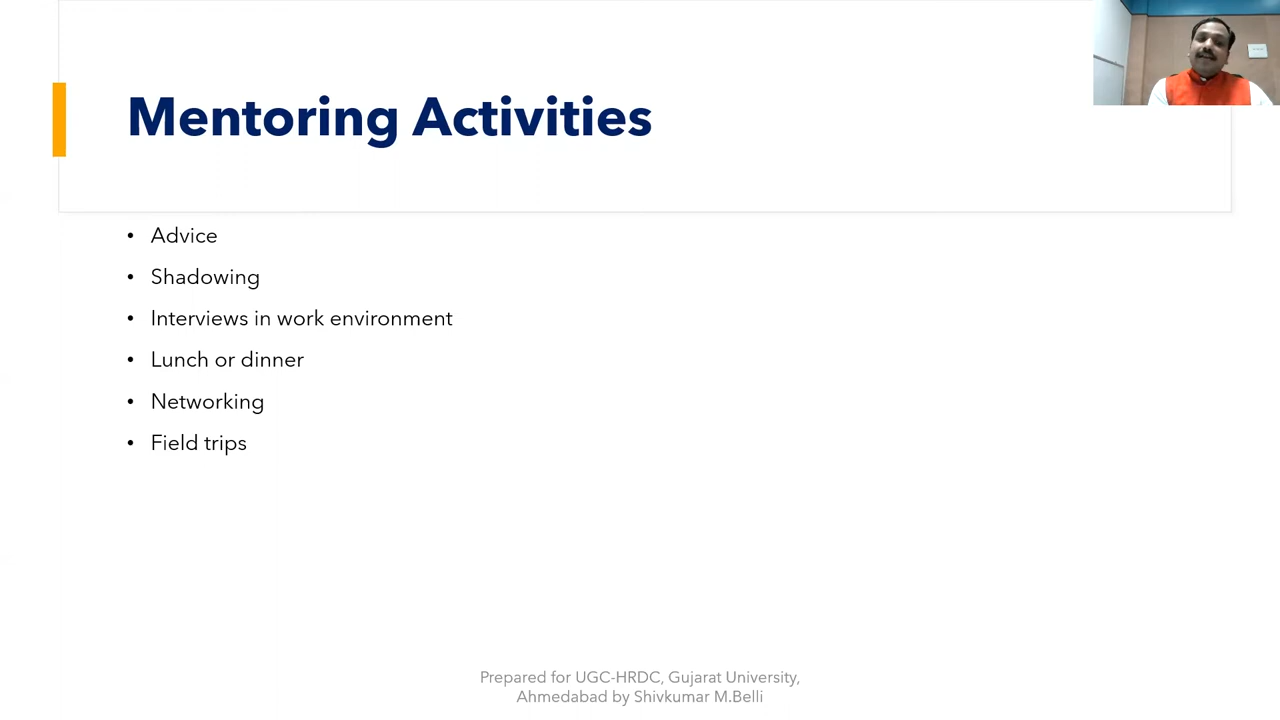 Mentoring Activities
• Advice
• Shadowing
• Interviews in work environment
• Lunch or dinner
• Networking
• Field trips
Prepared for UGC-HRDC, Gujarat University,
Ahmedabad by Shivkumar M.Belli